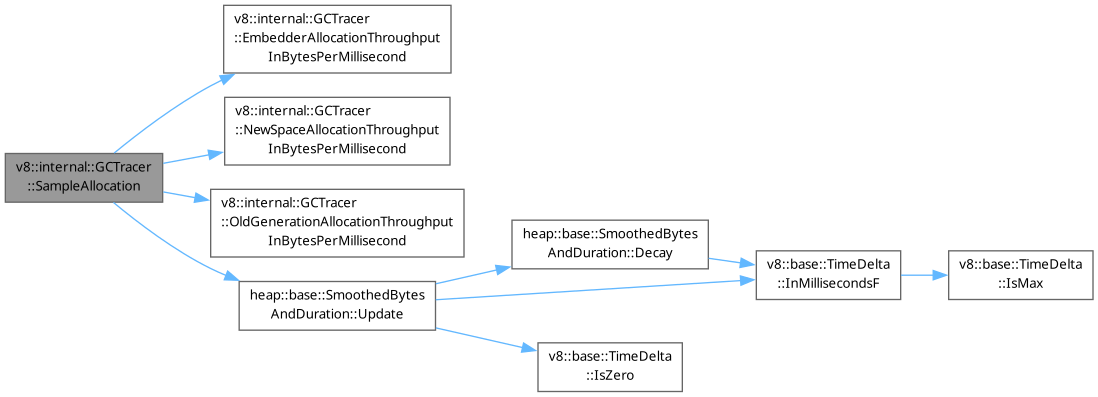 v8::internal::GCTracer
::SampleAllocation
v8::internal::GCTracer
::EmbedderAllocationThroughput
InBytesPerMillisecond
v8::internal::GCTracer
::NewSpaceAllocationThroughput
InBytesPerMillisecond
v8::internal::GCTracer
::OldGenerationAllocationThroughput
InBytesPerMillisecond
heap::base::SmoothedBytes
AndDuration::Update
heap::base::SmoothedBytes
AndDuration::Decay
v8::base::TimeDelta
::InMillisecondsF
v8::base::TimeDelta
::IsMax
v8::base::TimeDelta
::IsZero